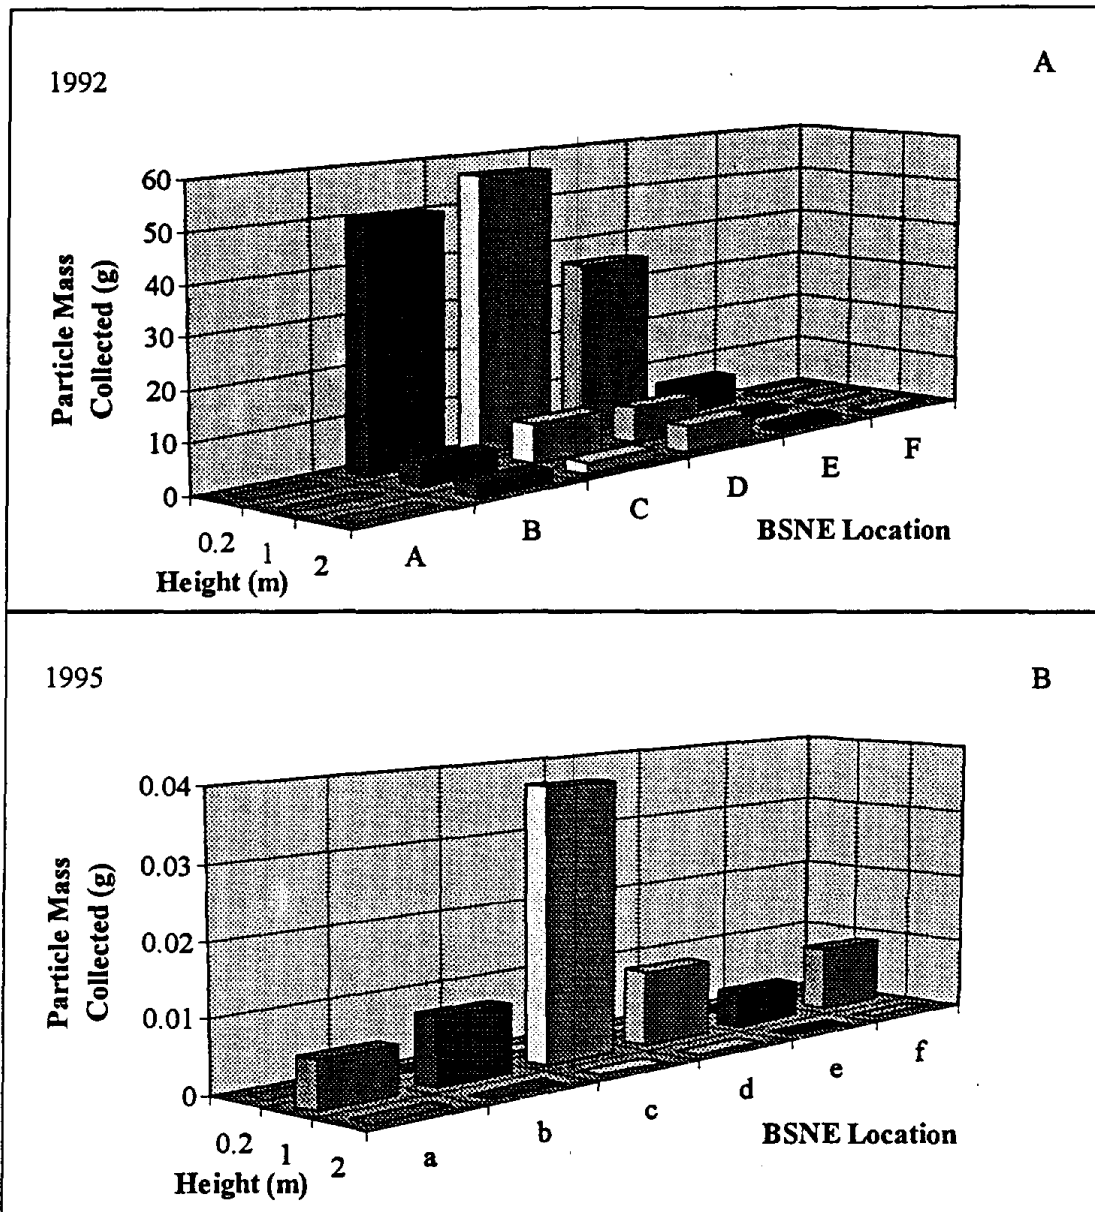 A
1992
60
50
40
30
20
10
0
Particle Mass
Collected (g)
0.2
1
2
Height (m)
A
B
C
D
E
F
BSNE Location
1995
B
0.04
0.03
0.02
0.01
0
Particle Mass
Collected (g)
0.2
1
2
Height (m)
a
b
c
d
e
f
BSNE Location